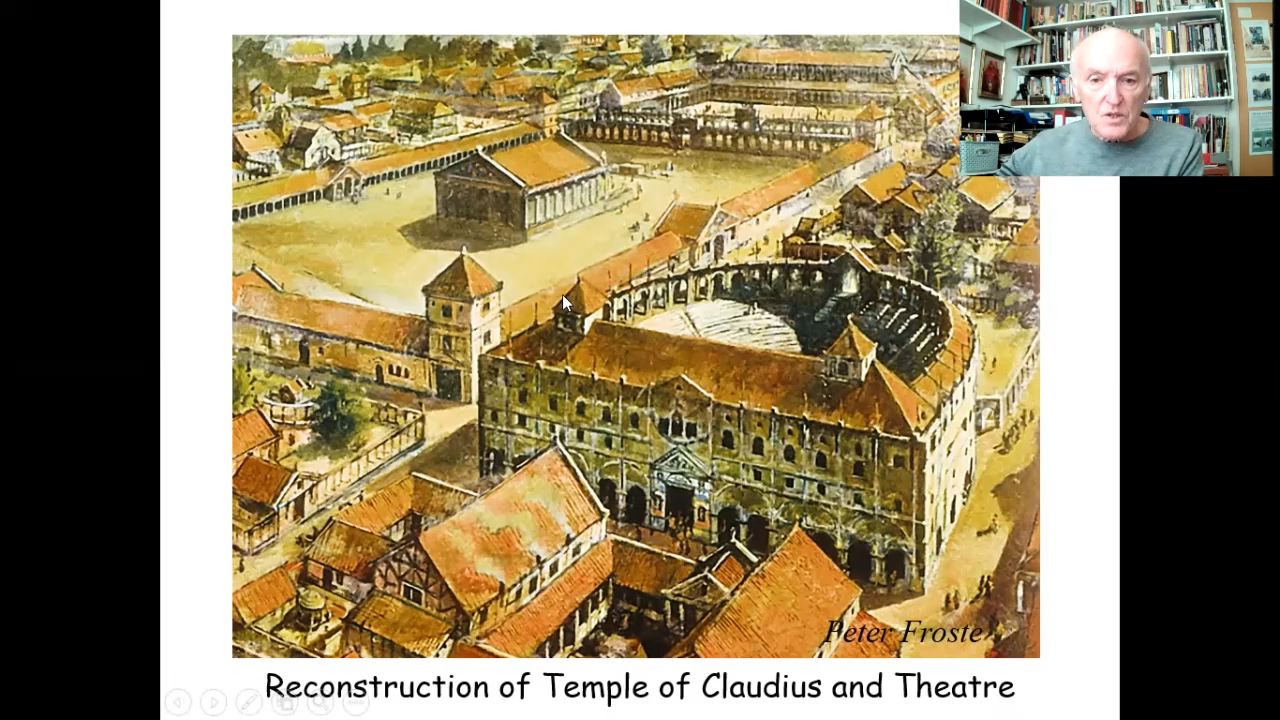 Peter Froste
Reconstruction of Temple of Claudius and Theatre